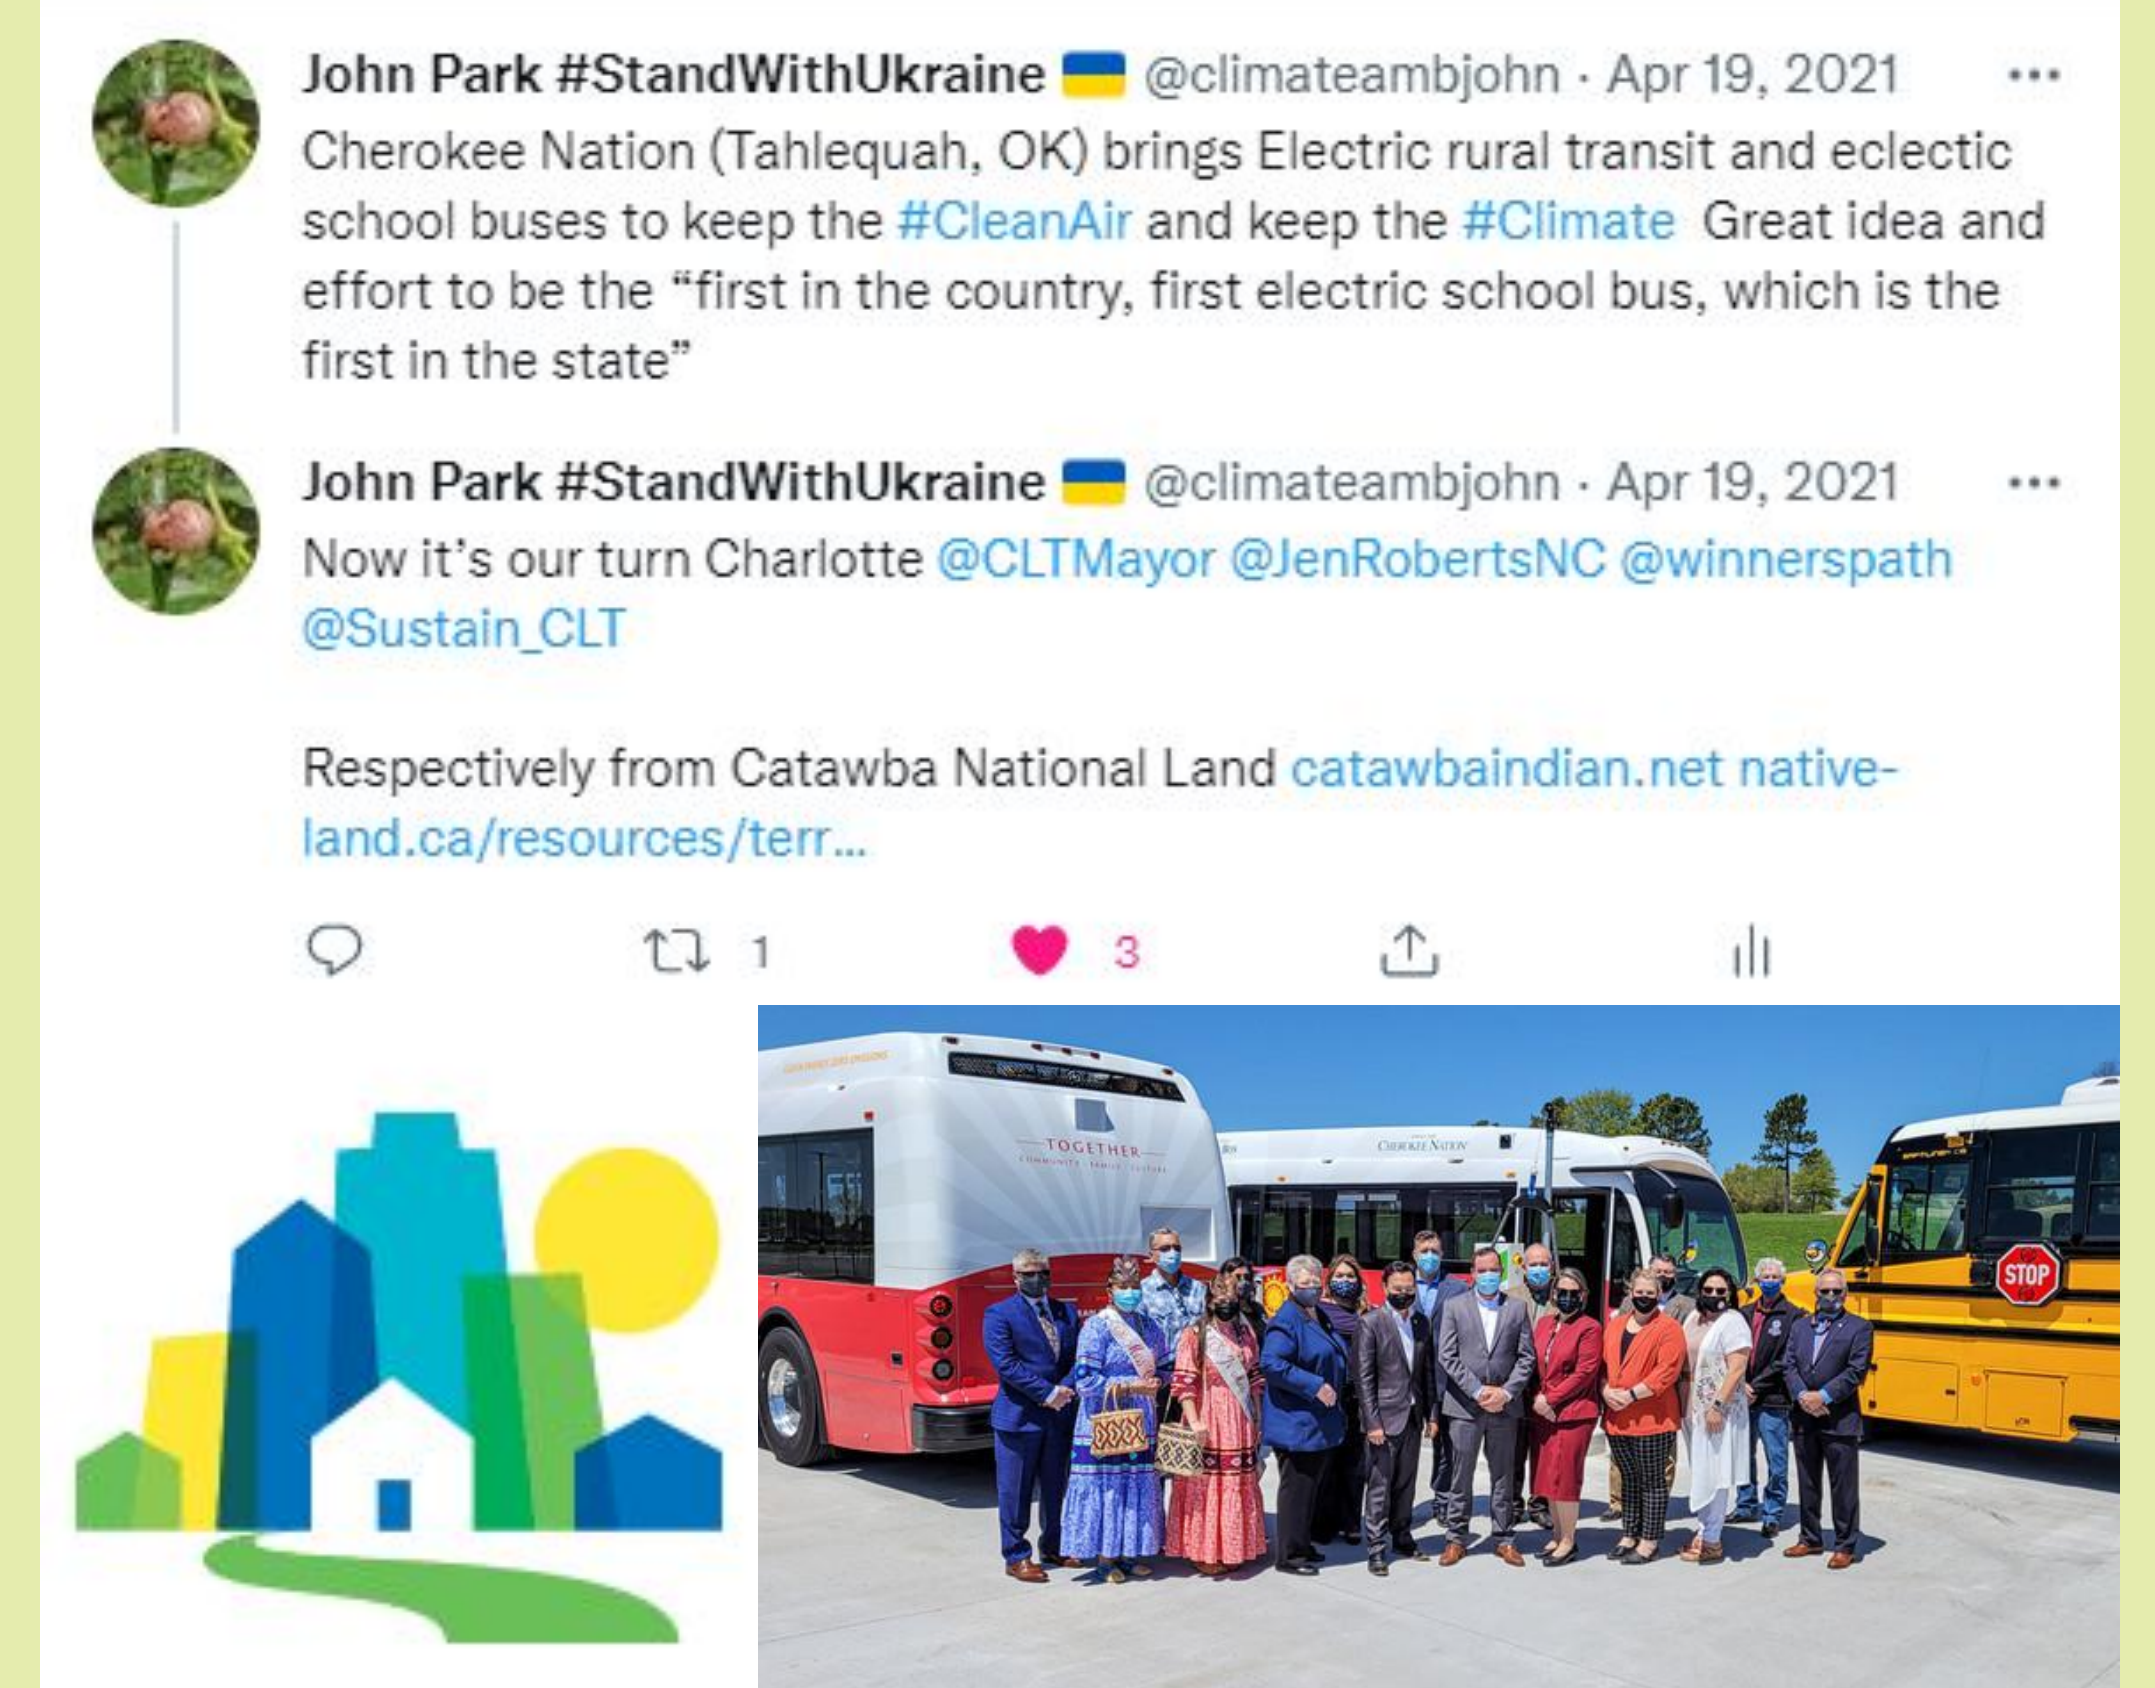 John Park #StandWithUkraine 🇺🇦 @climateambjohn · Apr 19, 2021
Cherokee Nation (Tahlequah, OK) brings Electric rural transit and eclectic
school buses to keep the #CleanAir and keep the #Climate Great idea and
effort to be the “first in the country, first electric school bus, which is the
first in the state”
John Park #StandWithUkraine 🇺🇦 @climateambjohn · Apr 19, 2021
Now it’s our turn Charlotte @CLTMayor @JenRobertsNC @winnerspath
@Sustain_CLT
Respectively from Catawba National Land catawbaindian.net native-
land.ca/resources/terr...
1 3
TOGETHER
COMMUNITY · FAMILY · CULTURE
CHEROKEE NATION
STOP